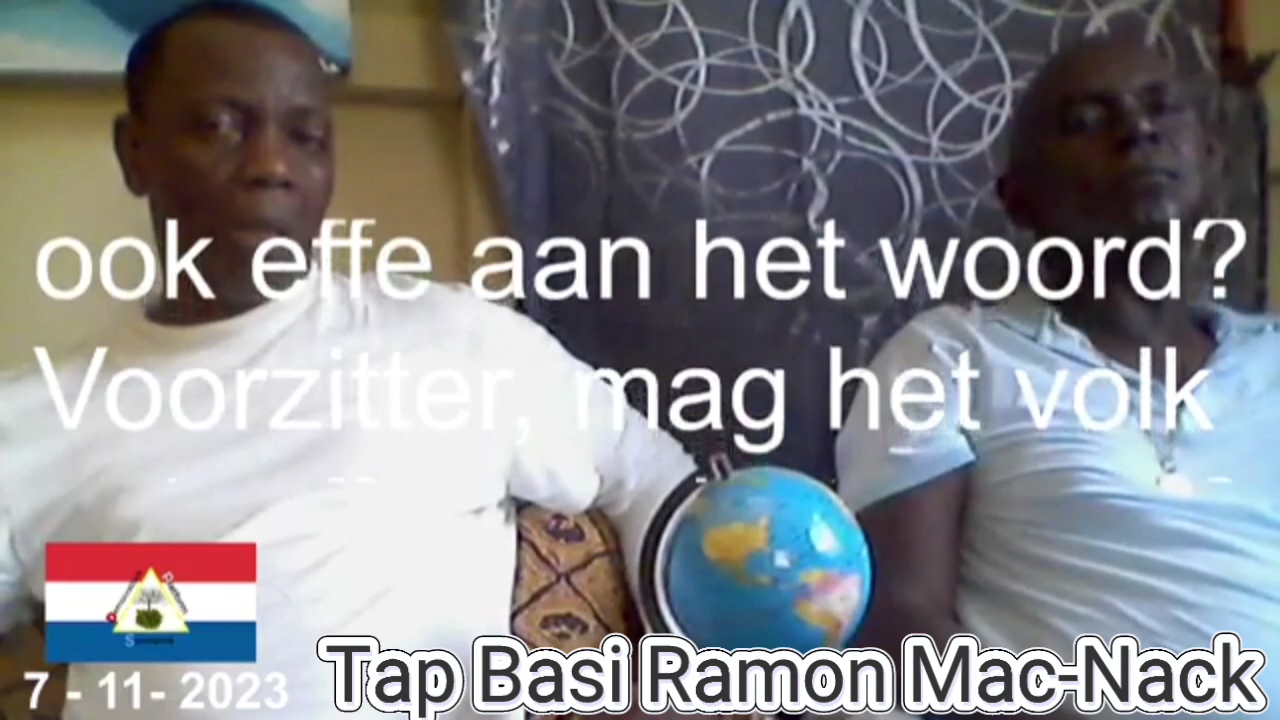 ook effe aan het woord?
Voorzitter, mag het volk
7 - 11- 2023
Tap Basi Ramon Mac-Nack